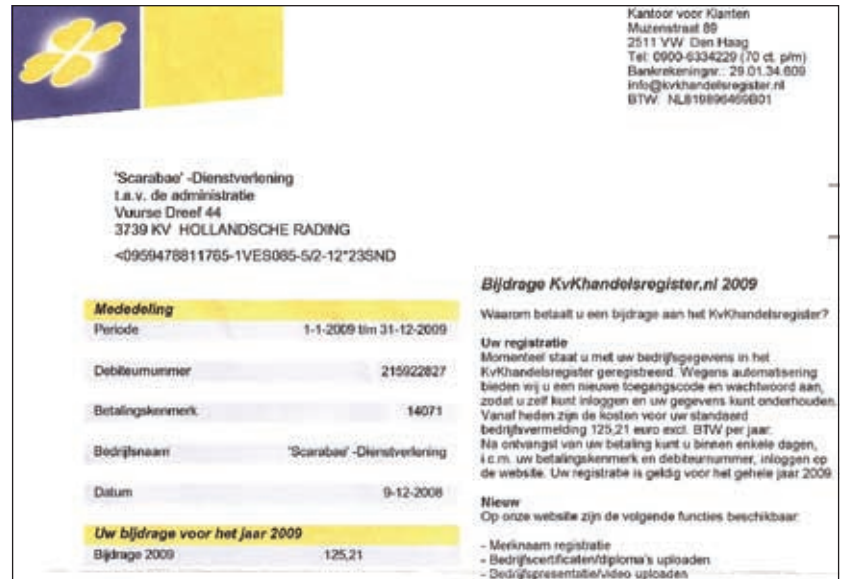 Kantoor voor Klanten
Muzenstraat 89
2511 VW Den Haag
Tel: 0900-6334229 (70 ct. p/m)
Bankrekeningnr.: 29.01.34.609
info@kvkhandelsregister.nl
BTW: NL819896469B01
'Scarabae' -Dienstverlening
t.a.v. de administratie
Vuurse Dreef 44
3739 KV HOLLANDSCHE RADING
<0959478811765-1VES085-5/2-12*23SND
Mededeling
Periode 1-1-2009 t/m 31-12-2009
Debiteurnummer 215922827
Betalingskenmerk 14071
Bedrijfsnaam 'Scarabae' -Dienstverlening
Datum 9-12-2008
Uw bijdrage voor het jaar 2009
Bijdrage 2009 125,21
Bijdrage KvKhandelsregister.nl 2009
Waarom betaalt u een bijdrage aan het KvKhandelsregister?
Uw registratie
Momenteel staat u met uw bedrijfsgegevens in het
KvKhandelsregister geregistreerd. Wegens automatisering
bieden wij u een nieuwe toegangscode en wachtwoord aan,
zodat u zelf kunt inloggen en uw gegevens kunt onderhouden.
Vanaf heden zijn de kosten voor uw standaard
bedrijfsvermelding 125,21 euro excl. BTW per jaar.
Na ontvangst van uw betaling kunt u binnen enkele dagen,
i.c.m. uw betalingskenmerk en debiteurnummer, inloggen op
de website. Uw registratie is geldig voor het gehele jaar 2009.
Nieuw
Op onze website zijn de volgende functies beschikbaar:
- Merknaam registratie
- Bedrijfscertificaten/diploma's uploaden
- Bedrijfspresentatie/video uploaden